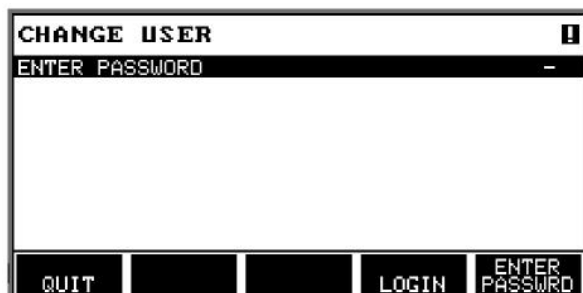 CHANGE USER !
ENTER PASSWORD –
QUIT
LOGIN
ENTER
PASSWRD